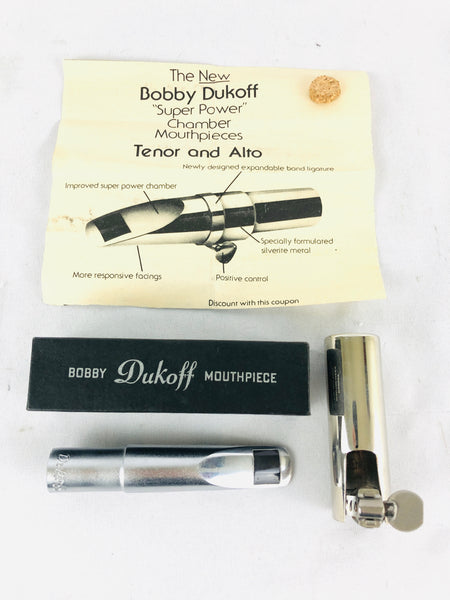 The New
Bobby Dukoff
"Super Power"
Chamber
Mouthpieces
Tenor and Alto
Newly designed expandable band ligature
Improved super power chamber
Specially formulated
silverite metal
More responsive facings
Positive control
Discount with this coupon
BOBBY Dukoff MOUTHPIECE